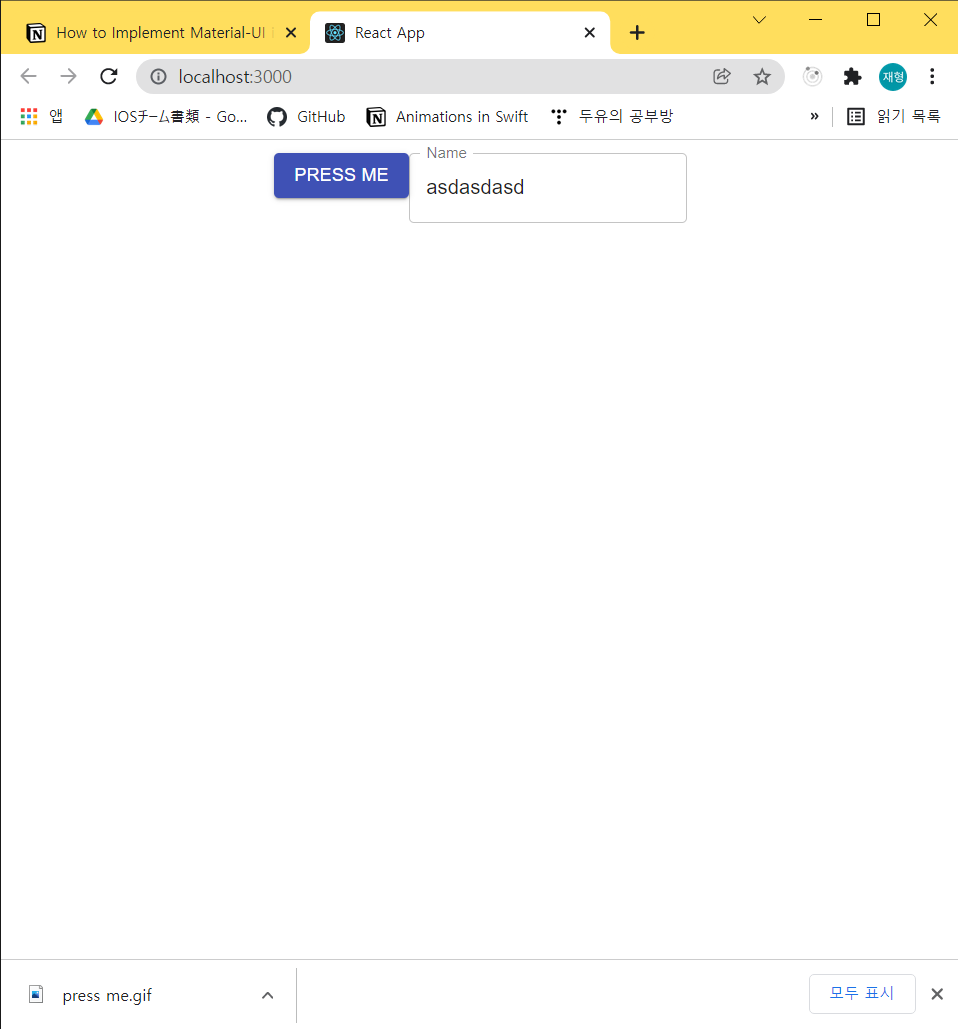 How to Implement Material-UI
React App
localhost:3000
재형
앱
IOSチーム書類 - Go...
GitHub
Animations in Swift
두유의 공부방
»
읽기 목록
PRESS ME
Name
asdasdasd
press me.gif
모두 표시